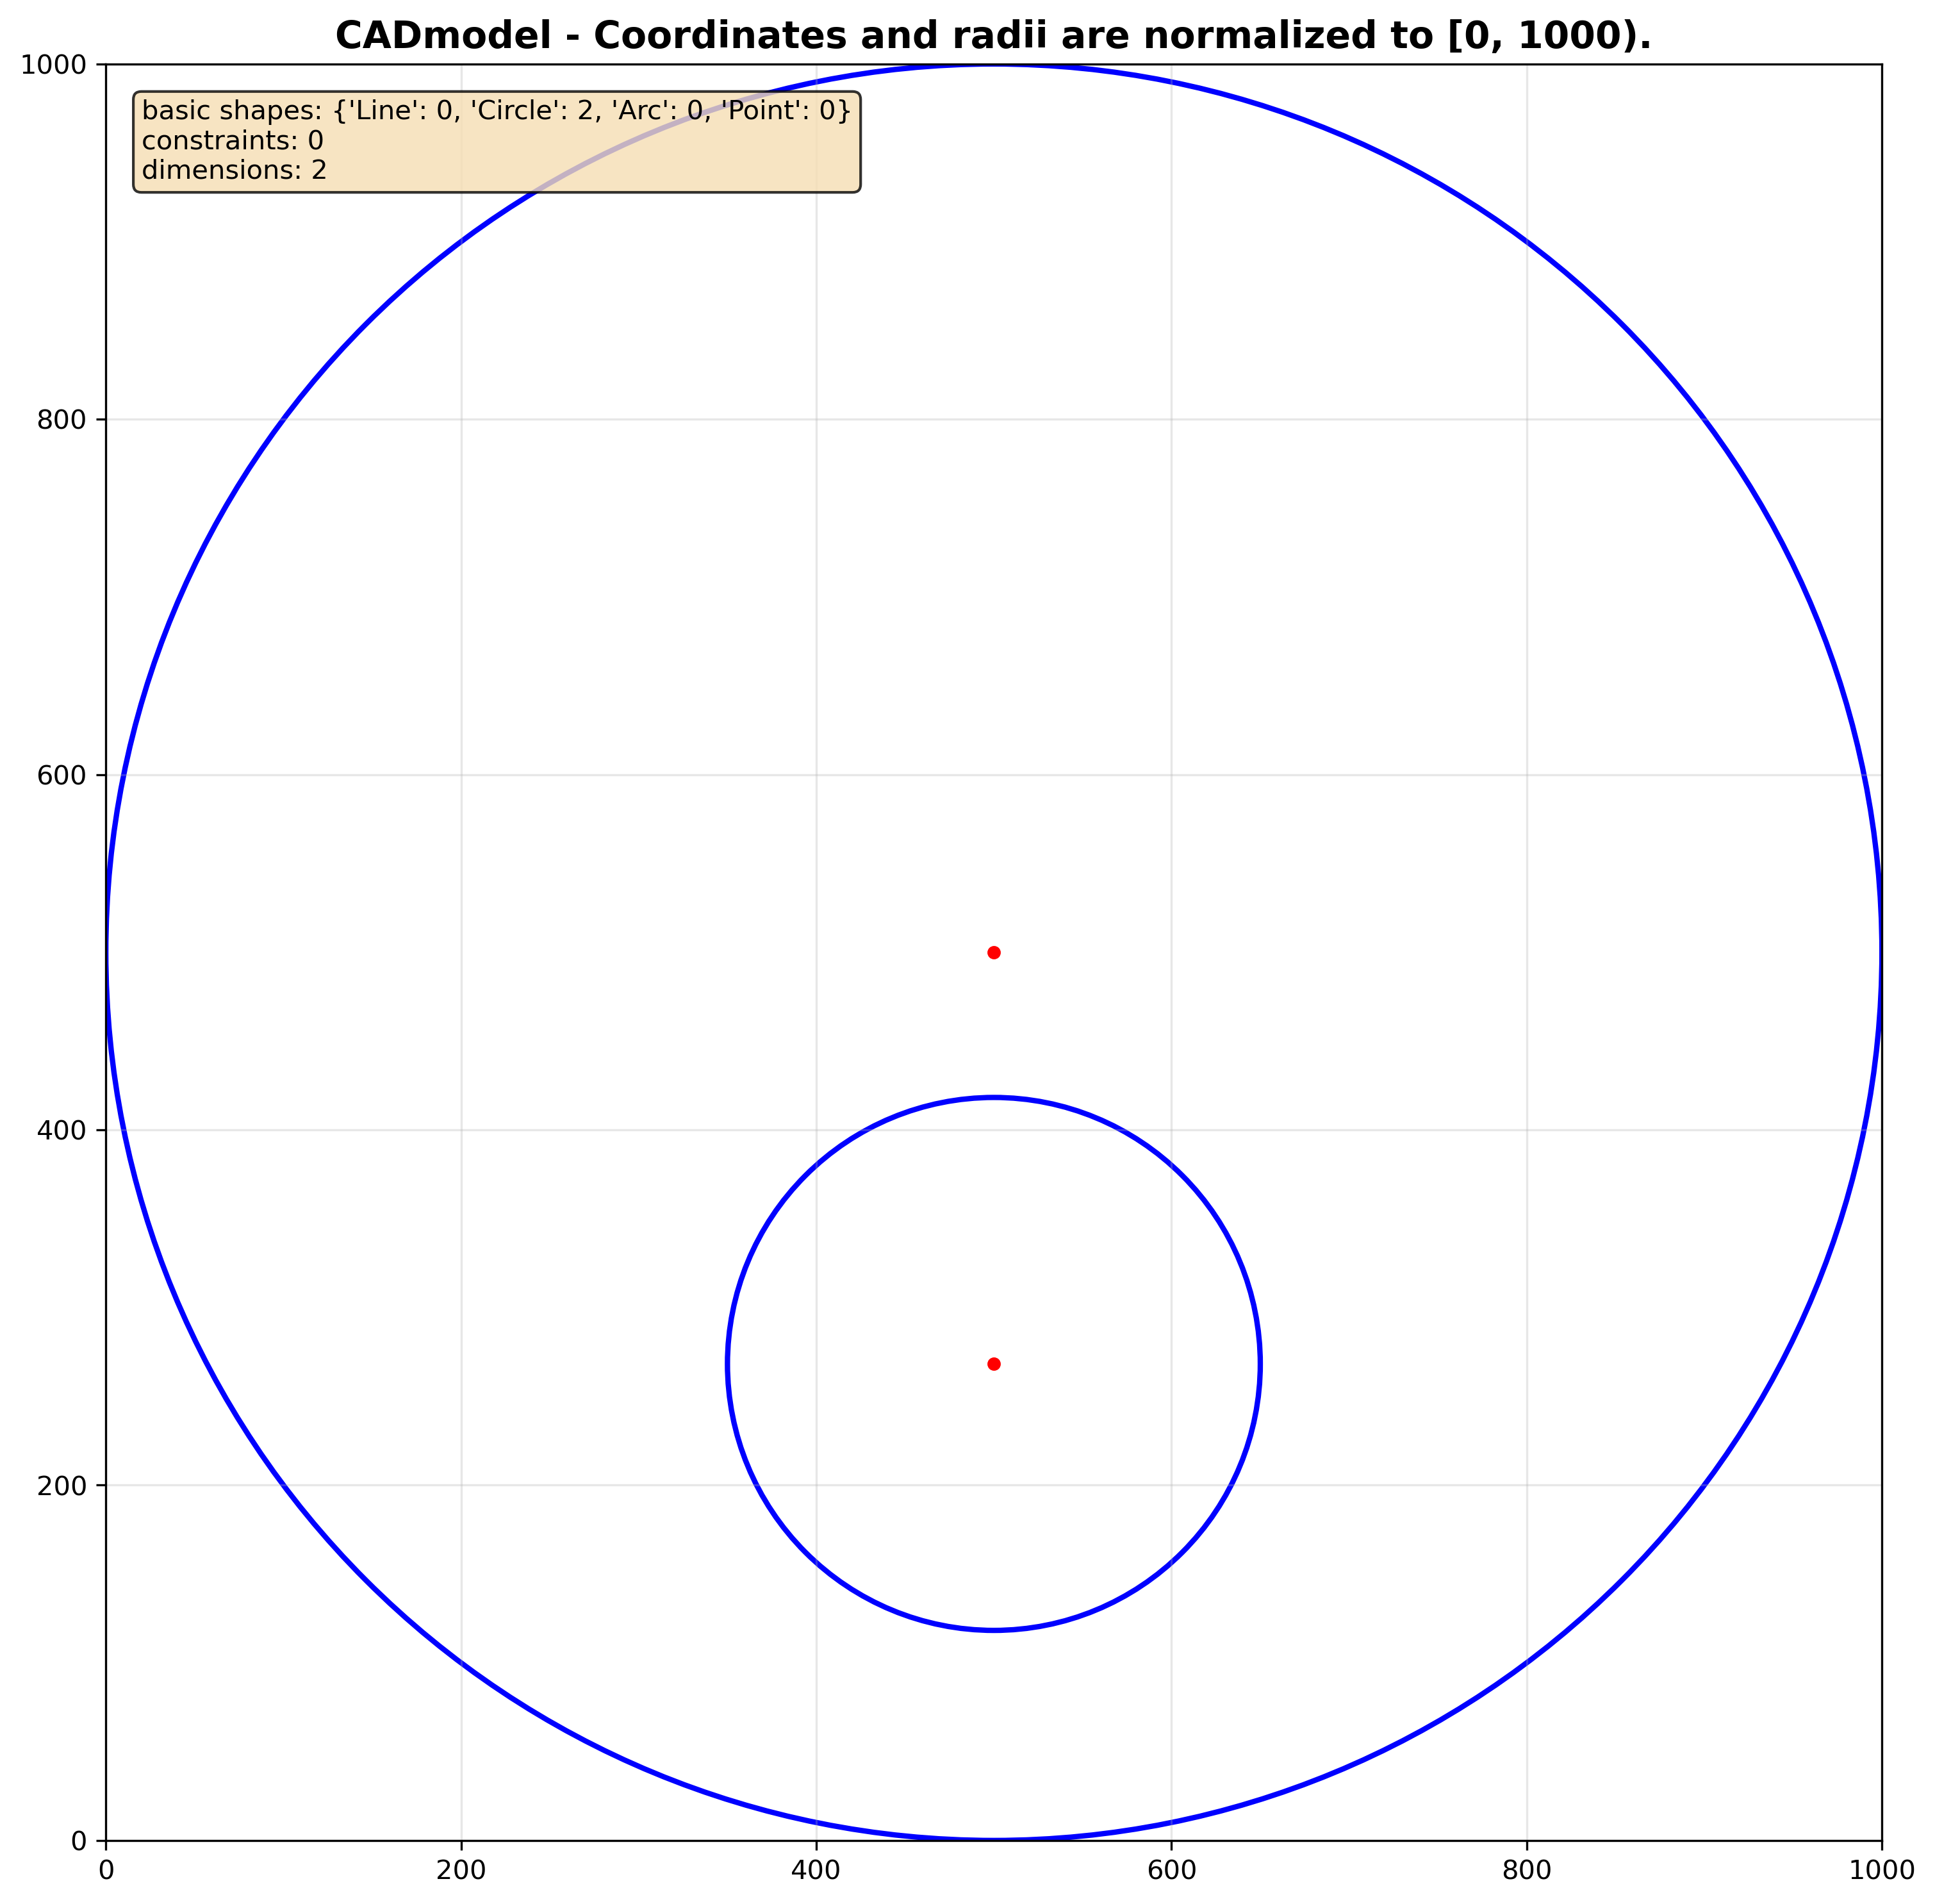 CADmodel - Coordinates and radii are normalized to [0, 1000).
basic shapes: {'Line': 0, 'Circle': 2, 'Arc': 0, 'Point': 0}
constraints: 0
dimensions: 2
1000
800
600
400
200
0
0 200 400 600 800 1000